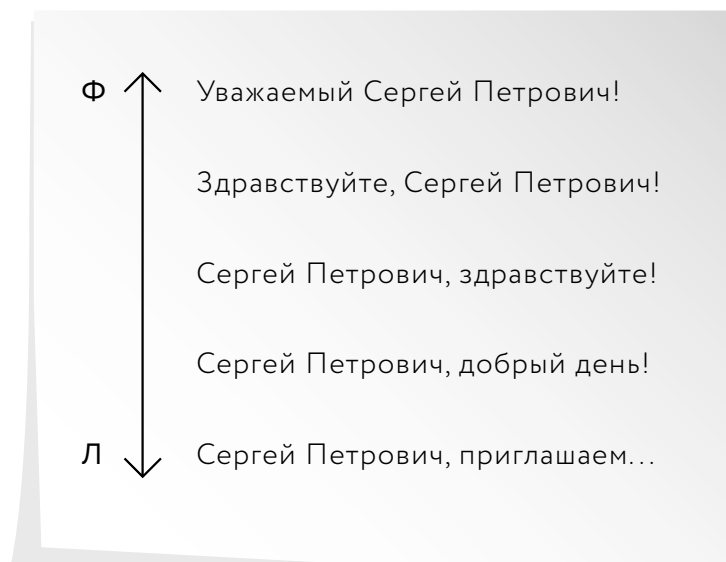 Ф Уважаемый Сергей Петрович!
Здравствуйте, Сергей Петрович!
Сергей Петрович, здравствуйте!
Сергей Петрович, добрый день!
Л Сергей Петрович, приглашаем...